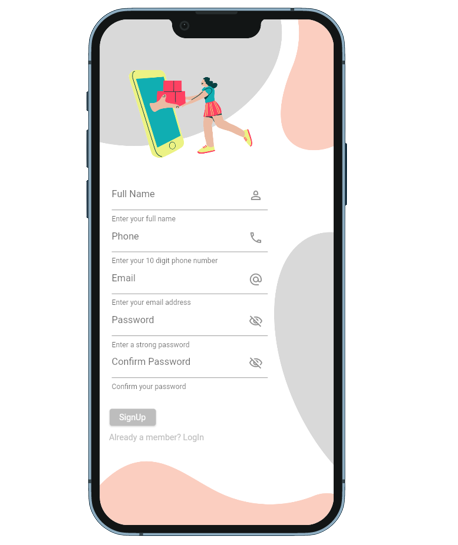 Full Name
Enter your full name
Phone
Enter your 10 digit phone number
Email
Enter your email address
Password
Enter a strong password
Confirm Password
Confirm your password
SignUp
Already a member? LogIn